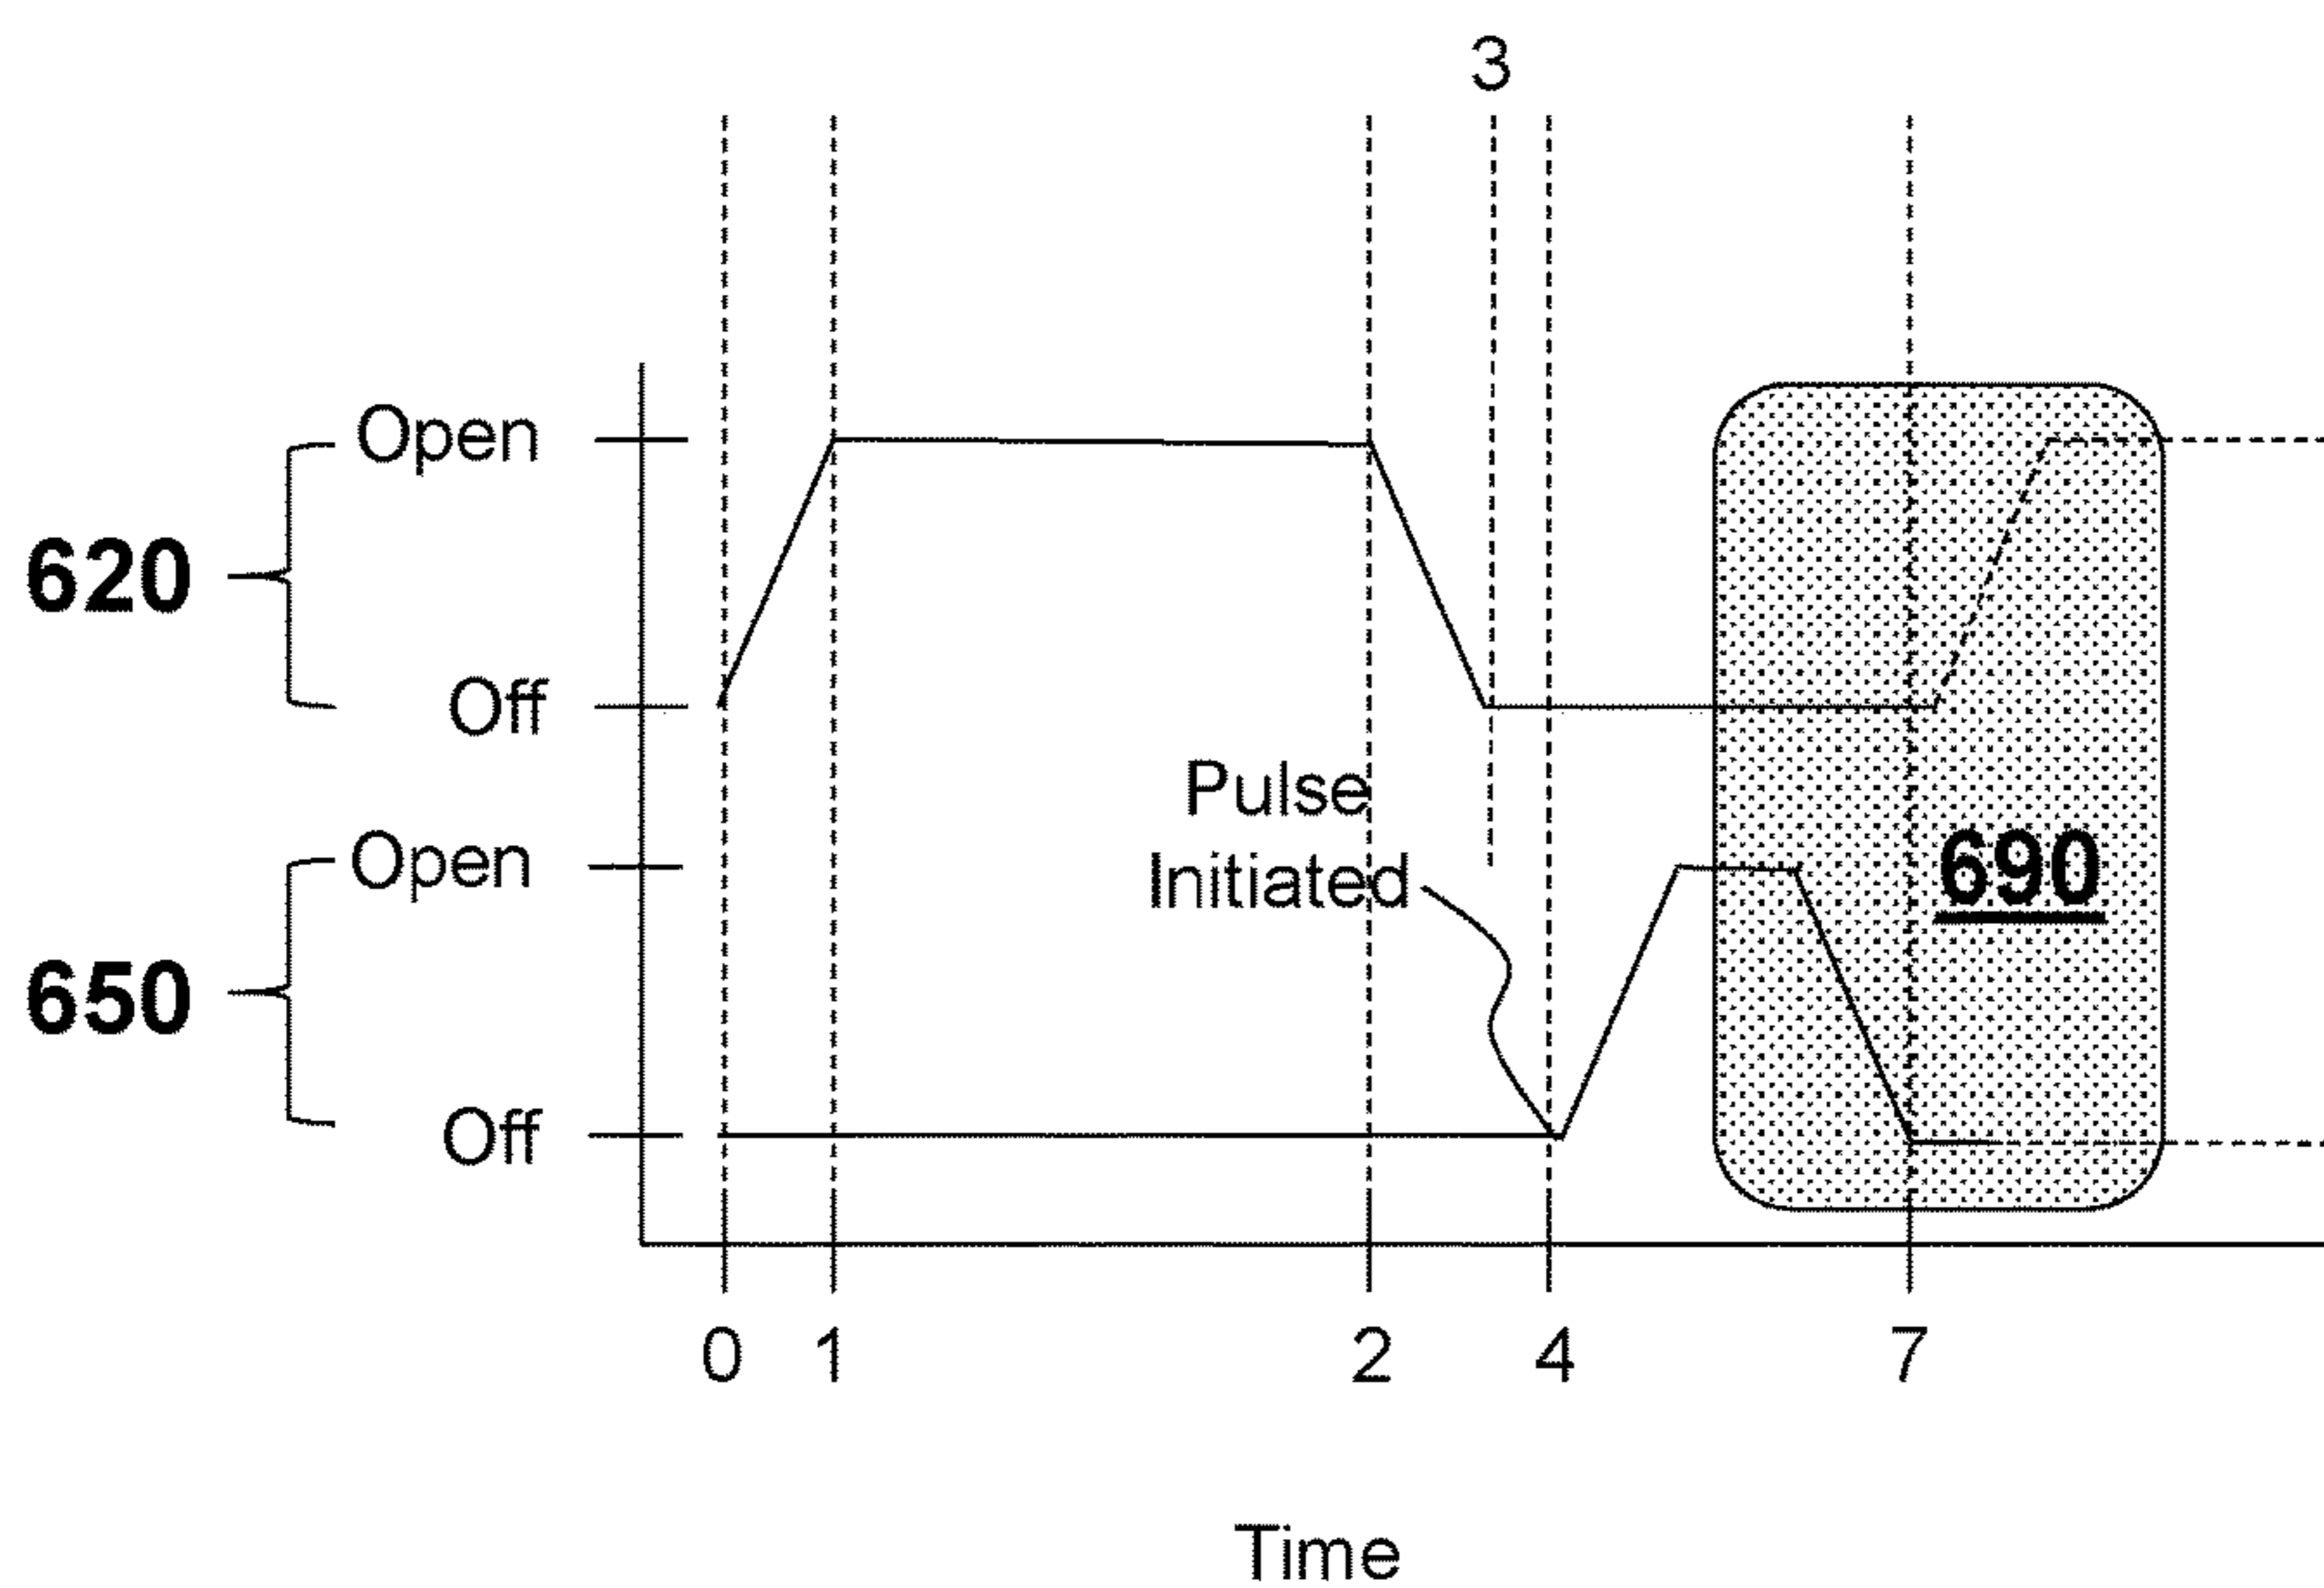 3
Open
620
Off
Pulse
Initiated
Open
690
650
Off
0 1 2 4 7
Time